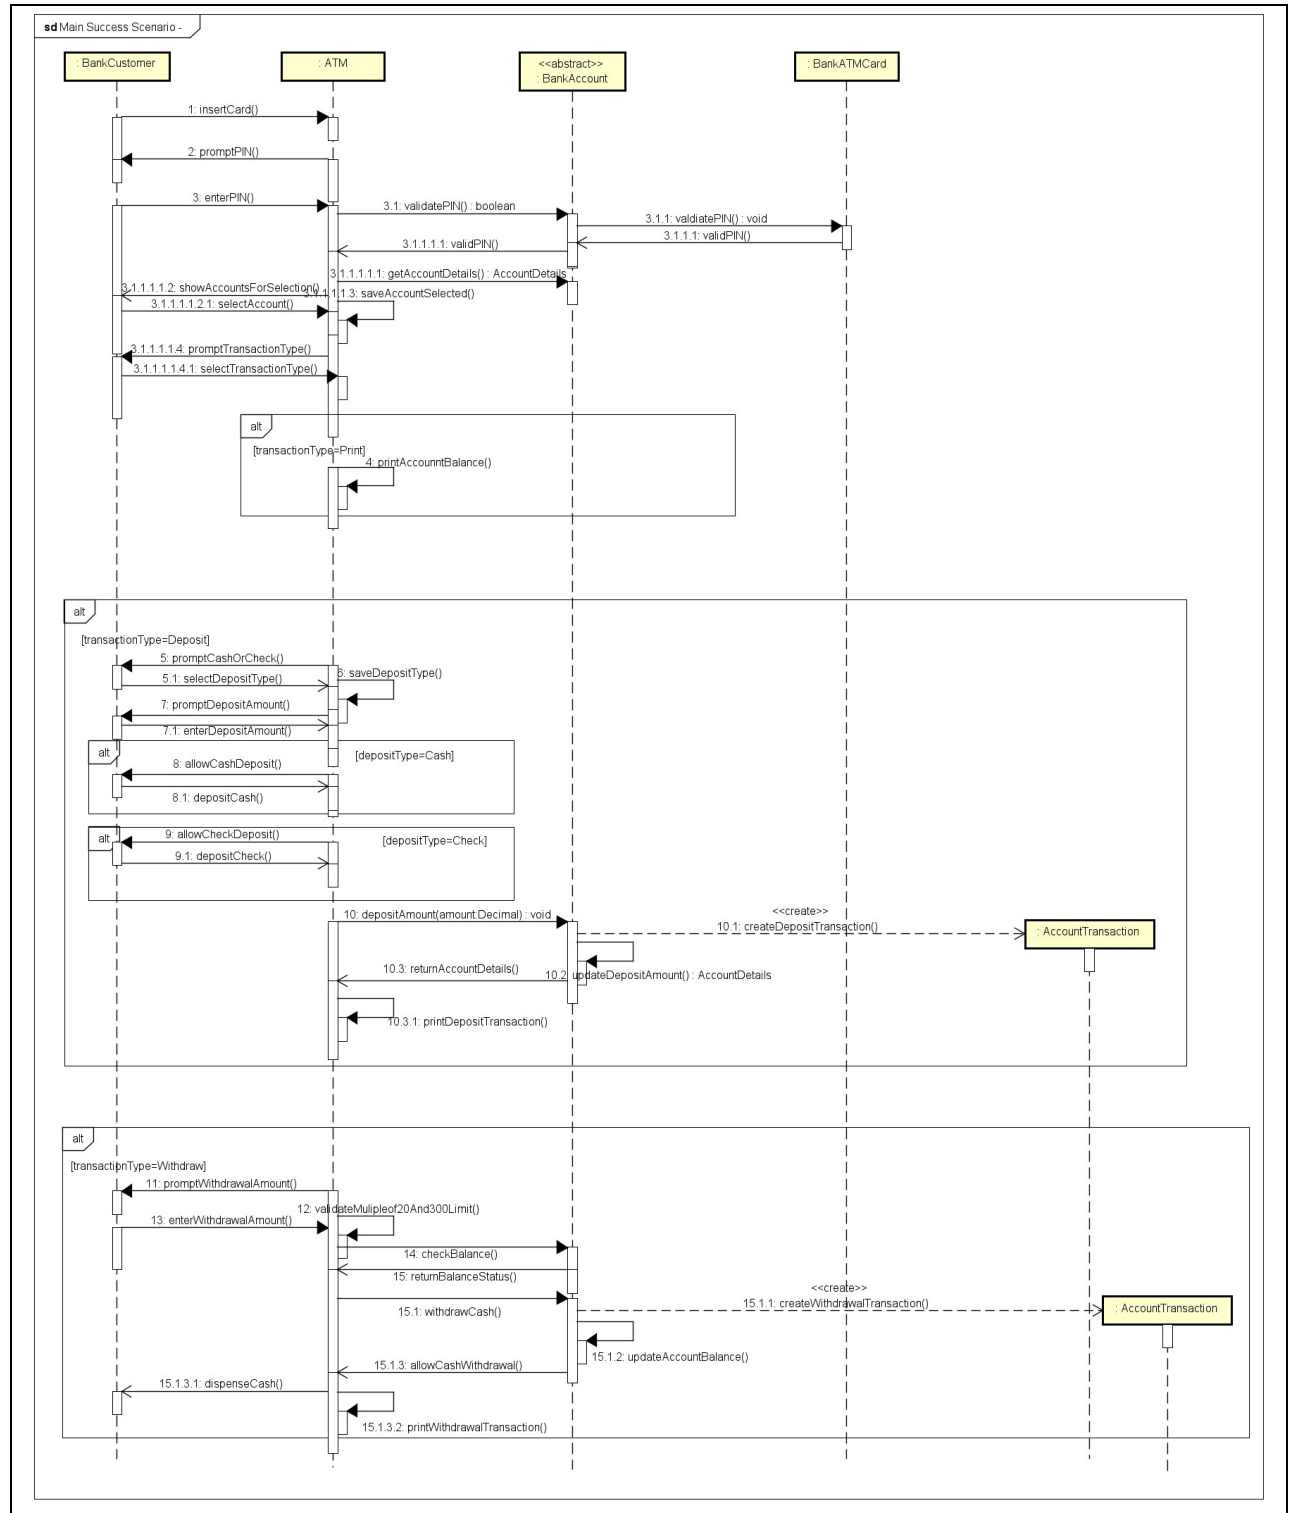 sd Main Success Scenario -
: BankCustomer
: ATM
<<abstract>>
: BankAccount
: BankATMCard
1: insertCard()
2: promptPIN()
3: enterPIN()
3.1: validatePIN() : boolean
3.1.1: valdiatePIN() : void
3.1.1.1: validPIN()
3.1.1.1.1: validPIN()
3.1.1.1.1.1: getAccountDetails() : AccountDetails
3.1.1.1.1.2: showAccountsForSelection()
3.1.1.1.1.3: saveAccountSelected()
3.1.1.1.1.2.1: selectAccount()
3.1.1.1.1.4: promptTransactionType()
3.1.1.1.1.4.1: selectTransactionType()
alt
[transactionType=Print]
4: printAccounntBalance()
alt
[transactionType=Deposit]
5: promptCashOrCheck()
6: saveDepositType()
5.1: selectDepositType()
7: promptDepositAmount()
7.1: enterDepositAmount()
alt
[depositType=Cash]
8: allowCashDeposit()
8.1: depositCash()
alt
9: allowCheckDeposit()
[depositType=Check]
9.1: depositCheck()
10: depositAmount(amount:Decimal) : void
<<create>>
10.1: createDepositTransaction()
: AccountTransaction
10.3: returnAccountDetails()
10.2: updateDepositAmount() : AccountDetails
10.3.1: printDepositTransaction()
alt
[transactionType=Withdraw]
11: promptWithdrawalAmount()
12: validateMulipleof20And300Limit()
13: enterWithdrawalAmount()
14: checkBalance()
15: returnBalanceStatus()
<<create>>
15.1: withdrawCash()
15.1.1: createWithdrawalTransaction()
: AccountTransaction
15.1.2: updateAccountBalance()
15.1.3: allowCashWithdrawal()
15.1.3.1: dispenseCash()
15.1.3.2: printWithdrawalTransaction()